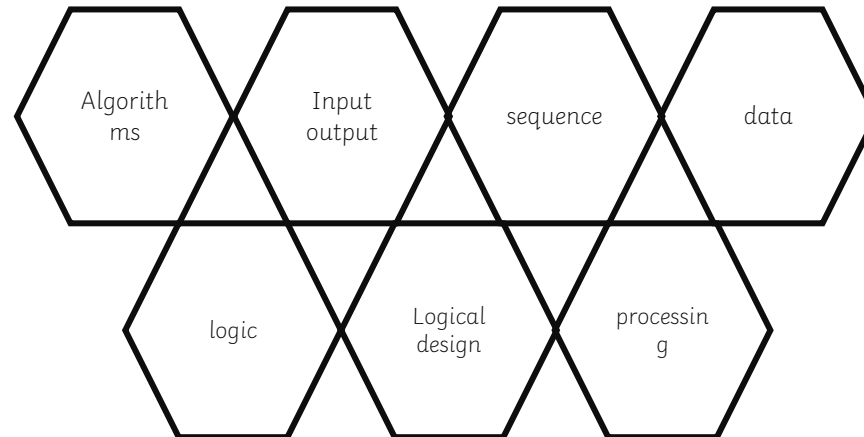 Algorith
ms
Input
output
sequence
data
logic
Logical
design
processin
g